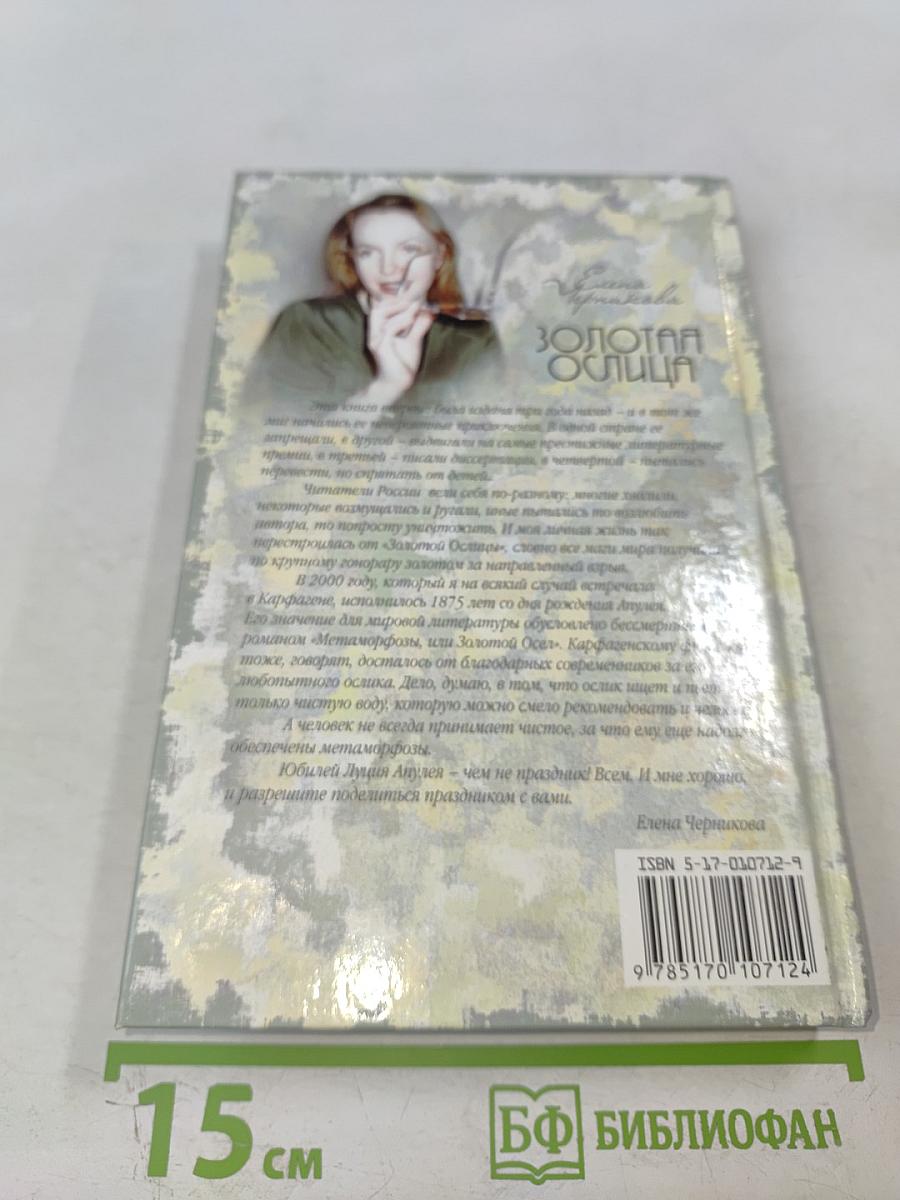 Елена
Черникова
ЗОЛОТАЯ
ОСЛИЦА
Эта книга впервые была издана три года назад – и в тот же
миг начались ее невероятные приключения. В одной стране ее
запрещали, в другой – выдвигали на самые престижные литературные
премии, в третьей – писали диссертации, в четвертой – пытались
перевести, но спрятать от детей.
Читатели России вели себя по-разному: многие хвалили,
некоторые возмущались и ругали, иные пытались то возлюбить
автора, то попросту уничтожить. И моя личная жизнь так
перестроилась от «Золотой Ослицы», словно все маги мира
по крупному гонорару золотом за направленный взрыв.
В 2000 году, который я на всякий случай встречала
в Карфагене, исполнилось 1875 лет со дня рождения Апулея.
Его значение для мировой литературы обусловлено
романом «Метаморфозы, или Золотой Осел». Карфагенскому
тоже, говорят, досталось от благодарных современников за
любопытного ослика. Дело, думаю, в том, что ослик ищет и
только чистую воду, которую можно смело рекомендовать и
А человек не всегда принимает чистое, за что ему еще
обеспечены метаморфозы.
Юбилей Луция Апулея – чем не праздник! Всем. И мне хорошо,
и разрешите поделиться праздником с вами.
Елена Черникова
ISBN 5-17-010712-9
9 785170 107124
15 см
БФ БИБЛИОФАН